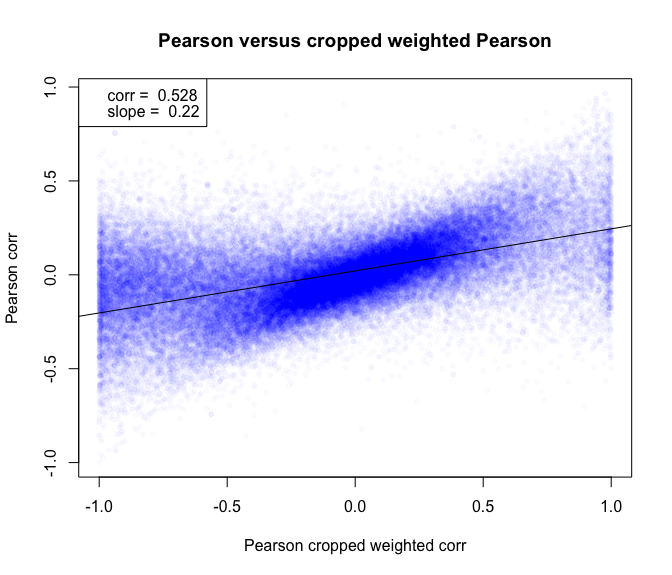 Pearson versus cropped weighted Pearson
corr = 0.528
slope = 0.22
1.0
0.5
0.0
-0.5
-1.0
Pearson corr
-1.0 -0.5 0.0 0.5 1.0
Pearson cropped weighted corr